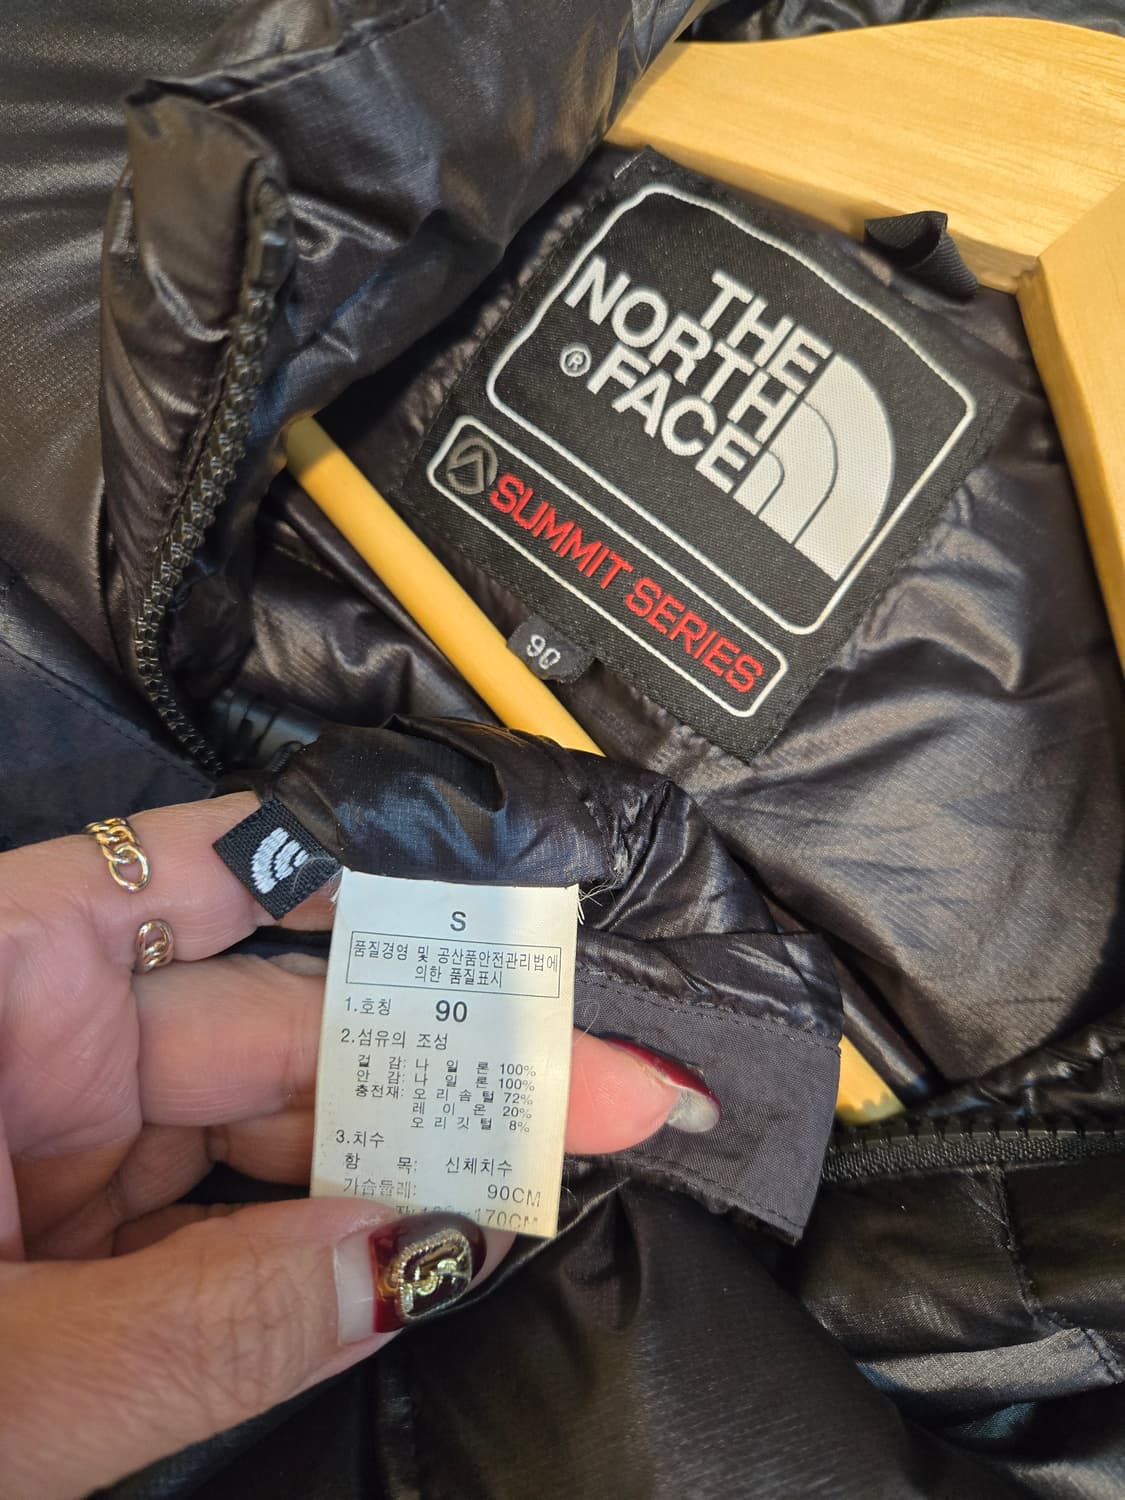 THE
NORTH
® FACE
SUMMIT SERIES
90
S
품질경영 및 공산품안전관리법에
의한 품질표시
1.호칭 90
2.섬유의 조성
겉 감: 나 일 론 100%
안 감: 나 일 론 100%
충전재: 오 리 솜 털 72%
레 이 온 20%
오 리 깃 털 8%
3.치수
항 목: 신체치수
가슴둘레: 90CM
170CM